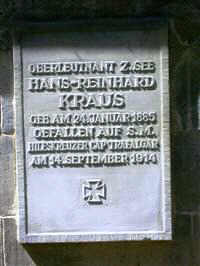 OBERLEUTNANT Z. SEE
HANS-REINHARD
KRAUS
GEB AM 24. JANUAR 1885
GEFALLEN AUF S.M.
HILFSKREUZER CAP TRAFALGAR
AM 14. SEPTEMBER 1914